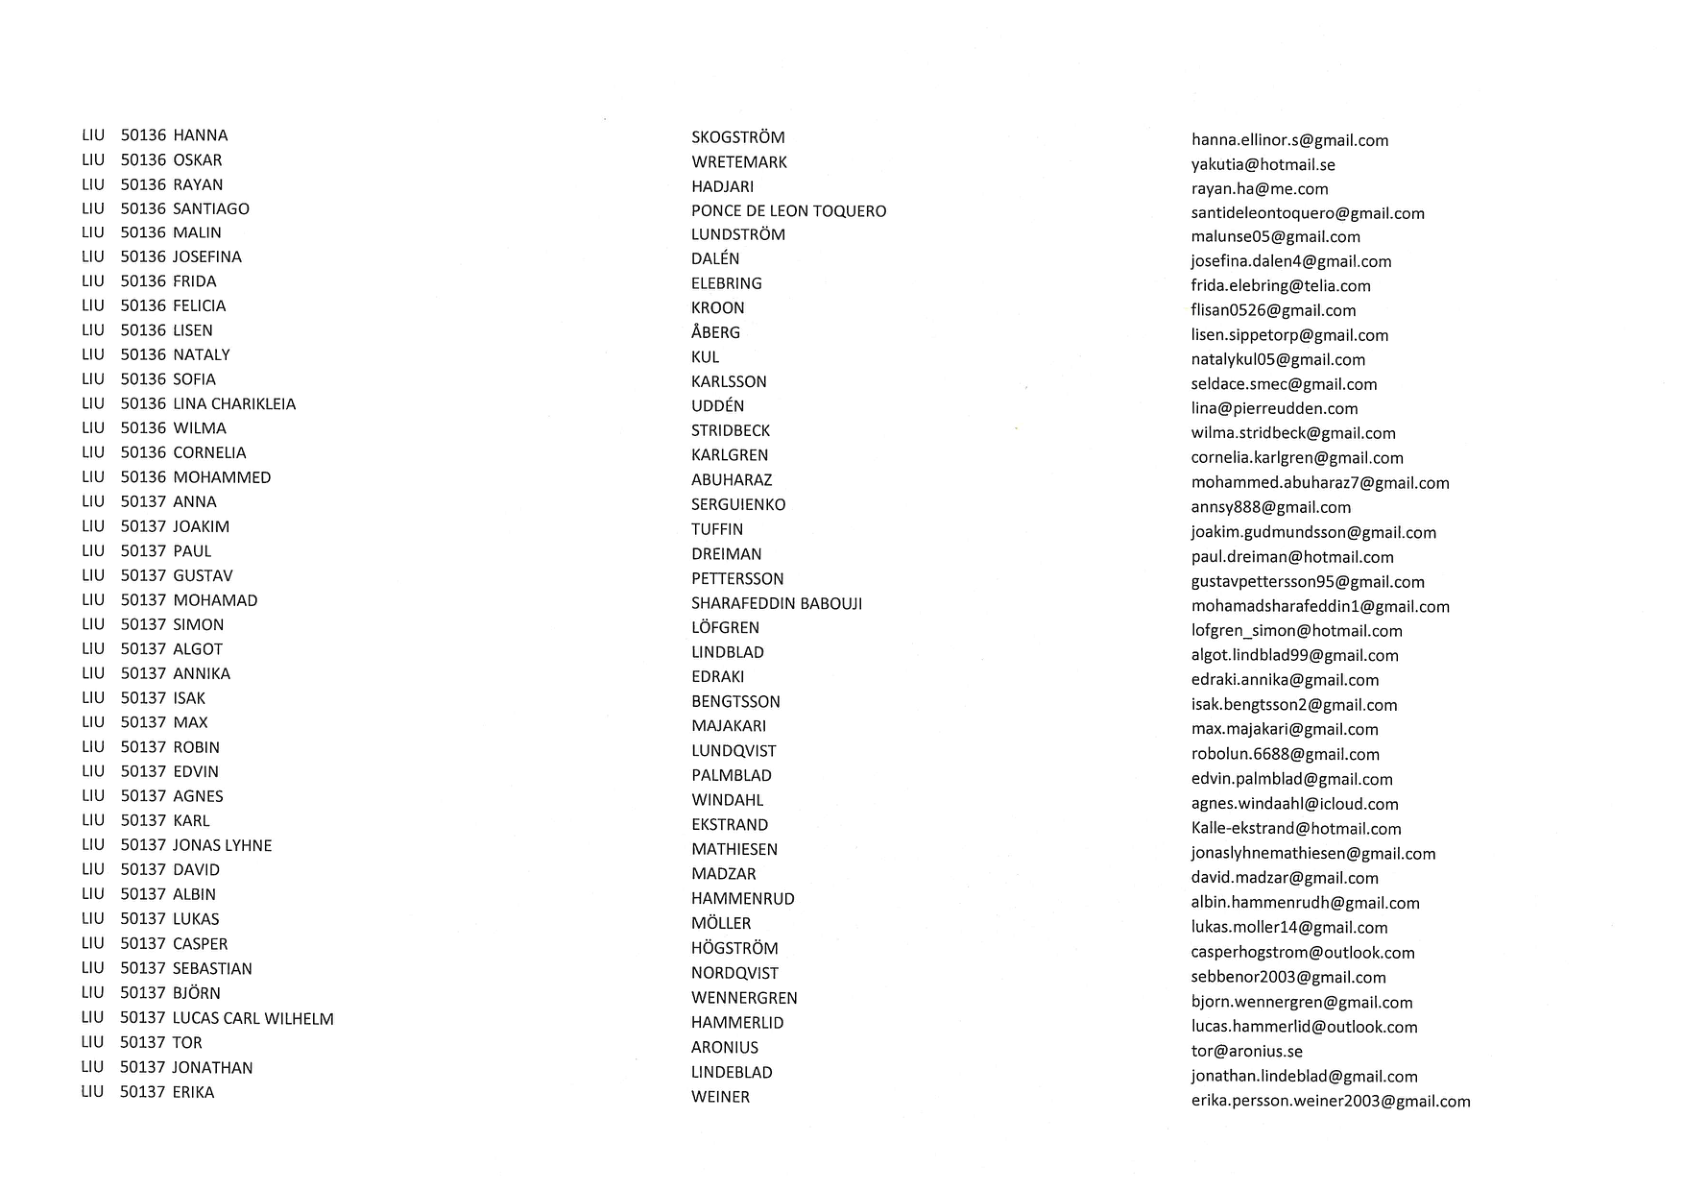 LIU 50136 HANNA SKOGSTRÖM hanna.ellinor.s@gmail.com
LIU 50136 OSKAR WRETEMARK yakutia@hotmail.se
LIU 50136 RAYAN HADJARI rayan.ha@me.com
LIU 50136 SANTIAGO PONCE DE LEON TOQUERO santideleontoquero@gmail.com
LIU 50136 MALIN LUNDSTRÖM malunse05@gmail.com
LIU 50136 JOSEFINA DALÉN josefina.dalen4@gmail.com
LIU 50136 FRIDA ELEBRING frida.elebring@telia.com
LIU 50136 FELICIA KROON flisan0526@gmail.com
LIU 50136 LISEN ÅBERG lisen.sippetorp@gmail.com
LIU 50136 NATALY KUL natalykul05@gmail.com
LIU 50136 SOFIA KARLSSON seldace.smec@gmail.com
LIU 50136 LINA CHARIKLEIA UDDÉN lina@pierreudden.com
LIU 50136 WILMA STRIDBECK wilma.stridbeck@gmail.com
LIU 50136 CORNELIA KARLGREN cornelia.karlgren@gmail.com
LIU 50136 MOHAMMED ABUHARAZ mohammed.abuharaz7@gmail.com
LIU 50137 ANNA SERGUIENKO annsy888@gmail.com
LIU 50137 JOAKIM TUFFIN joakim.gudmundsson@gmail.com
LIU 50137 PAUL DREIMAN paul.dreiman@hotmail.com
LIU 50137 GUSTAV PETTERSSON gustavpettersson95@gmail.com
LIU 50137 MOHAMAD SHARAFEDDIN BABOUJI mohamadsharafeddin1@gmail.com
LIU 50137 SIMON LÖFGREN lofgren_simon@hotmail.com
LIU 50137 ALGOT LINDBLAD algot.lindblad99@gmail.com
LIU 50137 ANNIKA EDRAKI edraki.annika@gmail.com
LIU 50137 ISAK BENGTSSON isak.bengtsson2@gmail.com
LIU 50137 MAX MAJAKARI max.majakari@gmail.com
LIU 50137 ROBIN LUNDQVIST robolun.6688@gmail.com
LIU 50137 EDVIN PALMBLAD edvin.palmblad@gmail.com
LIU 50137 AGNES WINDAHL agnes.windaahl@icloud.com
LIU 50137 KARL EKSTRAND Kalle-ekstrand@hotmail.com
LIU 50137 JONAS LYHNE MATHIESEN jonaslyhnemathiesen@gmail.com
LIU 50137 DAVID MADZAR david.madzar@gmail.com
LIU 50137 ALBIN HAMMENRUD albin.hammenrudh@gmail.com
LIU 50137 LUKAS MÖLLER lukas.moller14@gmail.com
LIU 50137 CASPER HÖGSTRÖM casperhogstrom@outlook.com
LIU 50137 SEBASTIAN NORDQVIST sebbenor2003@gmail.com
LIU 50137 BJÖRN WENNERGREN bjorn.wennergren@gmail.com
LIU 50137 LUCAS CARL WILHELM HAMMERLID lucas.hammerlid@outlook.com
LIU 50137 TOR ARONIUS tor@aronius.se
LIU 50137 JONATHAN LINDEBLAD jonathan.lindeblad@gmail.com
LIU 50137 ERIKA WEINER erika.persson.weiner2003@gmail.com